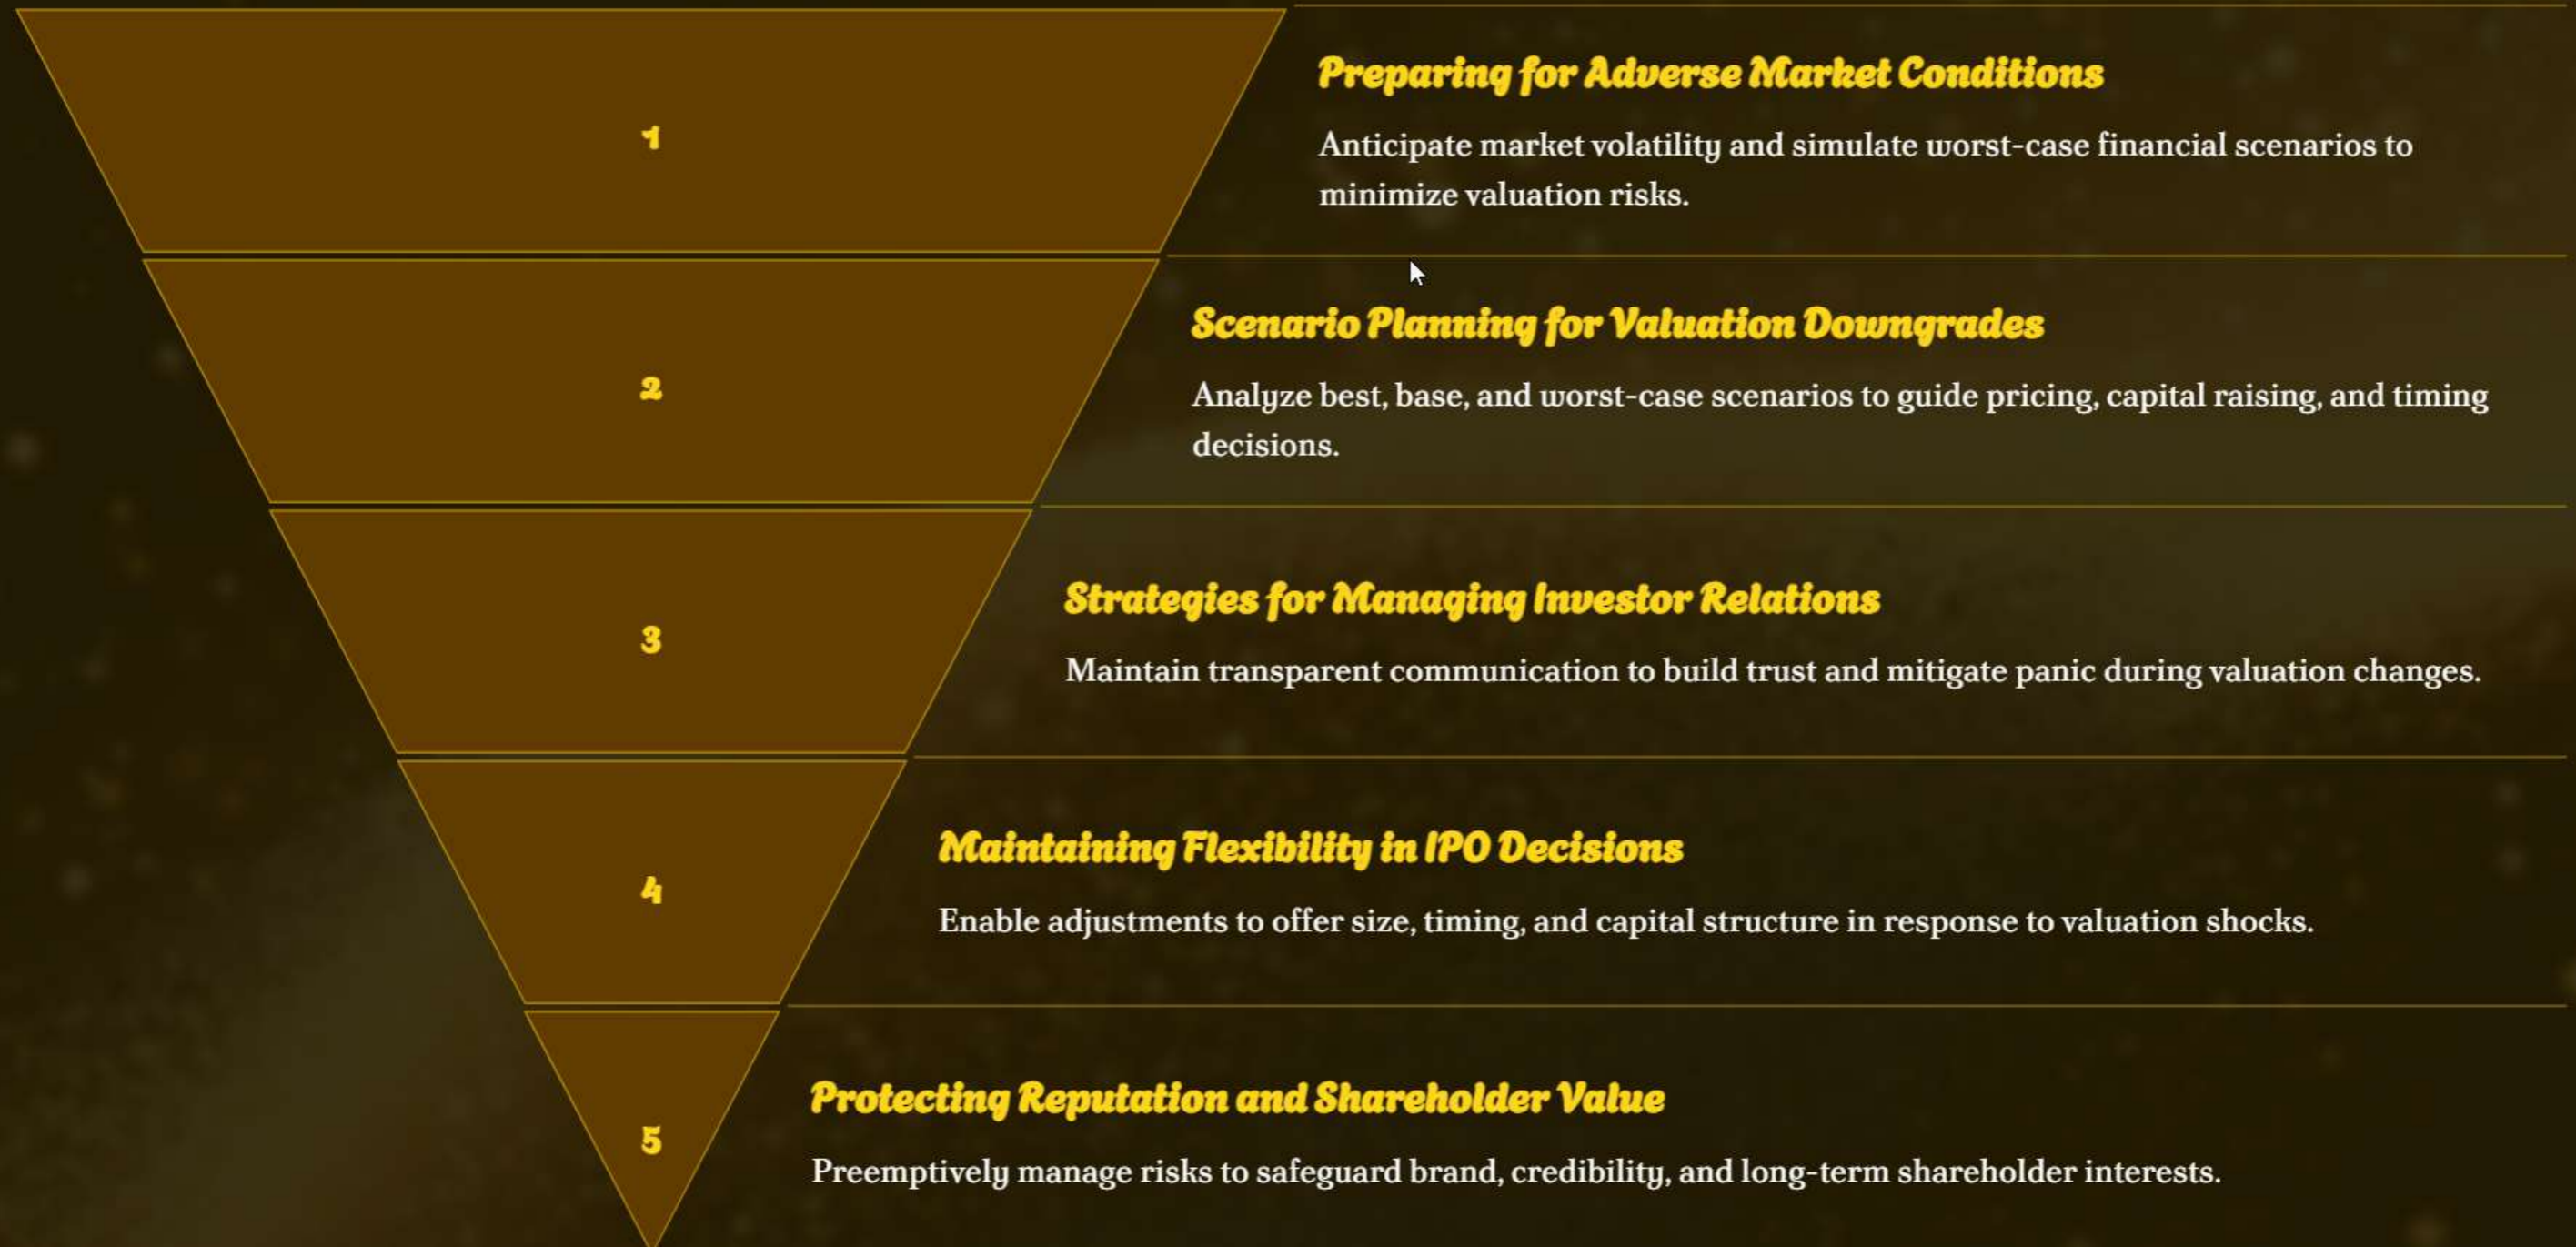 1
Preparing for Adverse Market Conditions
Anticipate market volatility and simulate worst-case financial scenarios to
minimize valuation risks.
2
Scenario Planning for Valuation Downgrades
Analyze best, base, and worst-case scenarios to guide pricing, capital raising, and timing
decisions.
3
Strategies for Managing Investor Relations
Maintain transparent communication to build trust and mitigate panic during valuation changes.
4
Maintaining Flexibility in IPO Decisions
Enable adjustments to offer size, timing, and capital structure in response to valuation shocks.
5
Protecting Reputation and Shareholder Value
Preemptively manage risks to safeguard brand, credibility, and long-term shareholder interests.